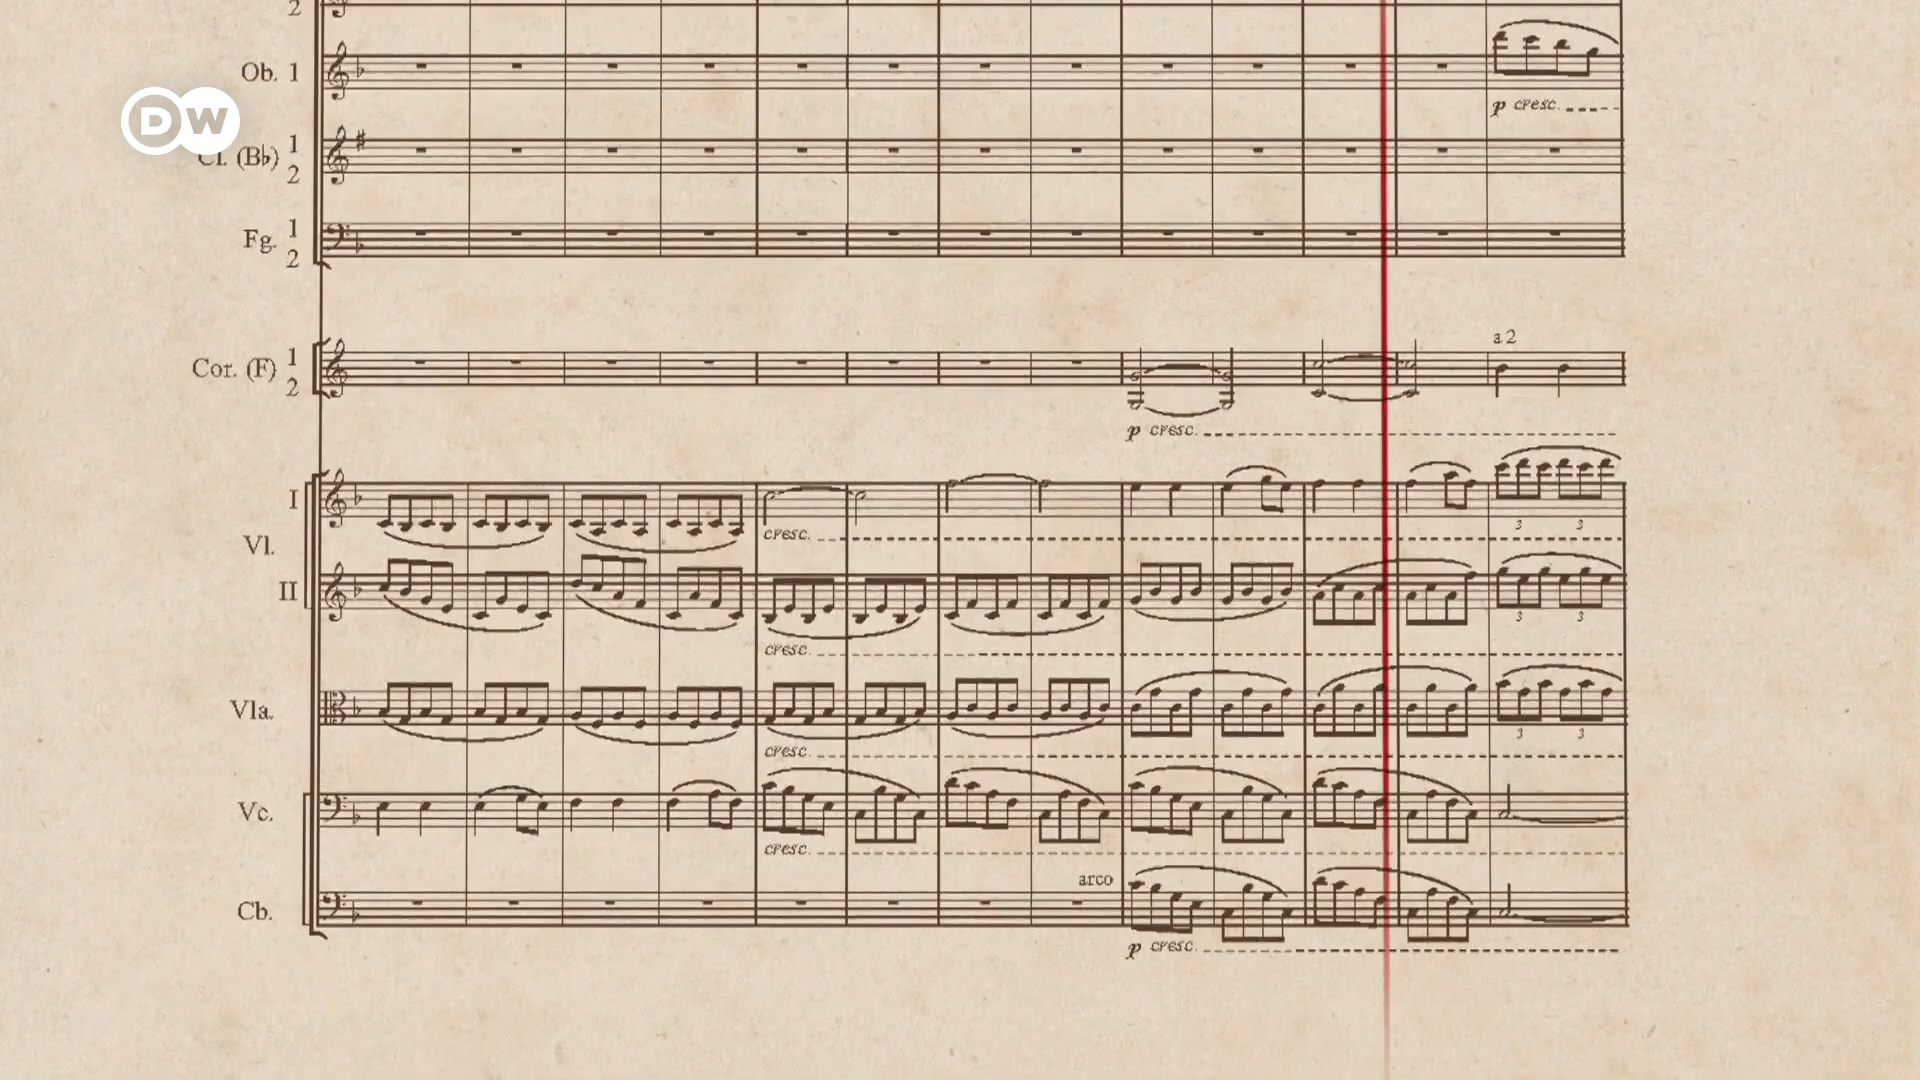 2
Ob. 1
p cresc.
DW
Cl. (Bb) 1
2
Fg. 1
2
a 2
Cor. (F) 1
2
p cresc.
I
Vl.
cresc.
3 3
II
cresc.
3 3
Vla.
cresc.
3 3
Vc.
cresc.
arco
Cb.
p cresc.